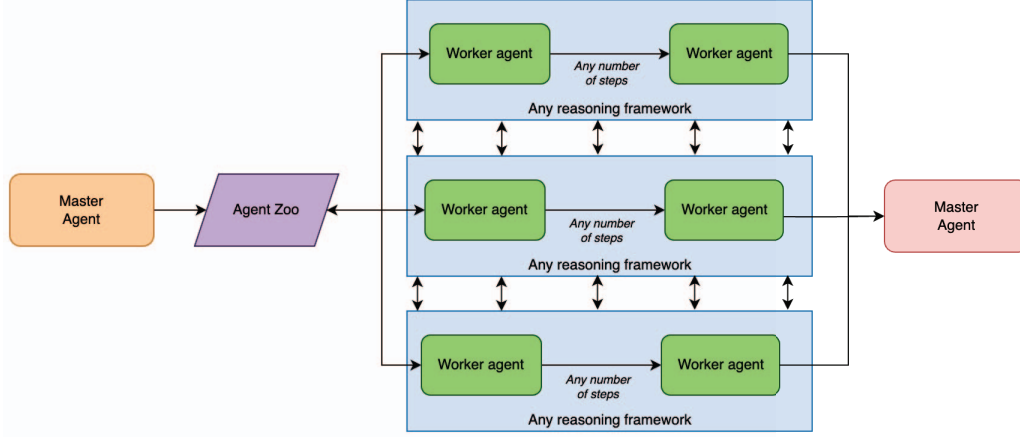 Worker agent
Worker agent
Any number
of steps
Any reasoning framework
Master
Agent
Agent Zoo
Worker agent
Worker agent
Any number
of steps
Any reasoning framework
Master
Agent
Worker agent
Worker agent
Any number
of steps
Any reasoning framework